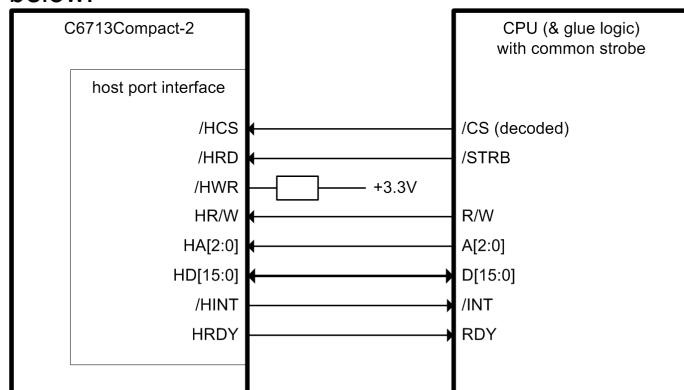 below.
C6713Compact-2
CPU (& glue logic)
with common strobe
host port interface
/HCS
/CS (decoded)
/HRD
/STRB
/HWR
+3.3V
HR/W
R/W
HA[2:0]
A[2:0]
HD[15:0]
D[15:0]
/HINT
/INT
HRDY
RDY